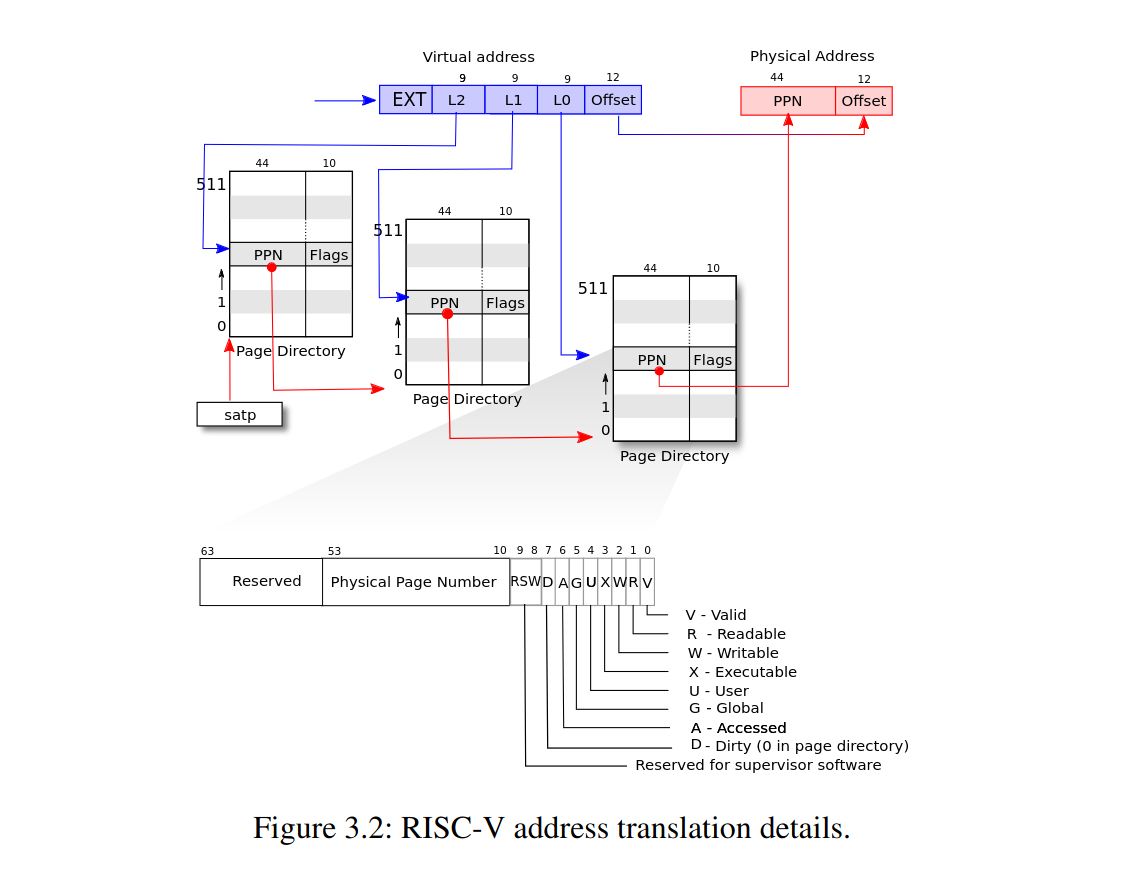 Virtual address
Physical Address
9 9 9 12
44 12
EXT L2 L1 L0 Offset
PPN Offset
44 10
511
PPN Flags
1
0
Page Directory
satp
44 10
511
PPN Flags
1
0
Page Directory
44 10
511
PPN Flags
1
0
Page Directory
63 53 10 9 8 7 6 5 4 3 2 1 0
Reserved Physical Page Number RSW D A G U X W R V
V - Valid
R - Readable
W - Writable
X - Executable
U - User
G - Global
A - Accessed
D - Dirty (0 in page directory)
Reserved for supervisor software
Figure 3.2: RISC-V address translation details.